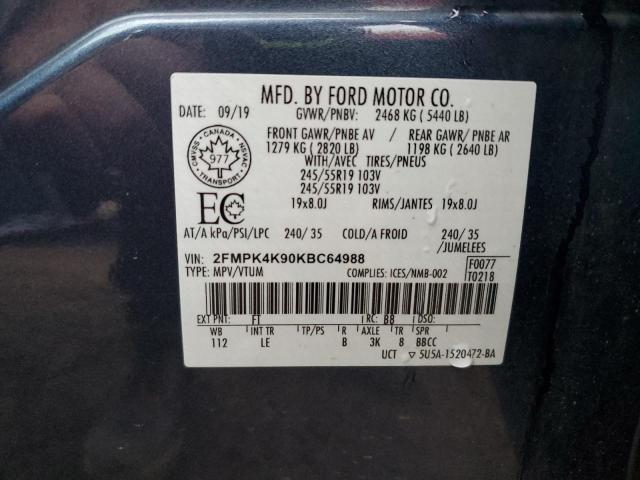 MFD. BY FORD MOTOR CO.
DATE: 09/19 GVWR/PNBV: 2468 KG ( 5440 LB)
FRONT GAWR/PNBE AV / REAR GAWR/ PNBE AR
1279 KG ( 2820 LB) 1198 KG ( 2640 LB)
WITH/AVEC TIRES/PNEUS
245/55R19 103V
245/55R19 103V
19x8.0J RIMS/JANTES 19x8.0J
CMVSS CANADA NSVAC
977
TRANSPORT
EC
AT/A kPa/PSI/LPC 240/ 35 COLD/A FROID 240/ 35
/JUMELEES
VIN: 2FMPK4K90KBC64988
TYPE: MPV/VTUM COMPLIES: ICES/NMB-002
F0077
T0218
EXT PNT: FT RC: B8 DSO:
WB INT TR TP/PS R AXLE TR SPR
112 LE B 3K 8 BBCC
UCT ▽ 5U5A-1520472-BA